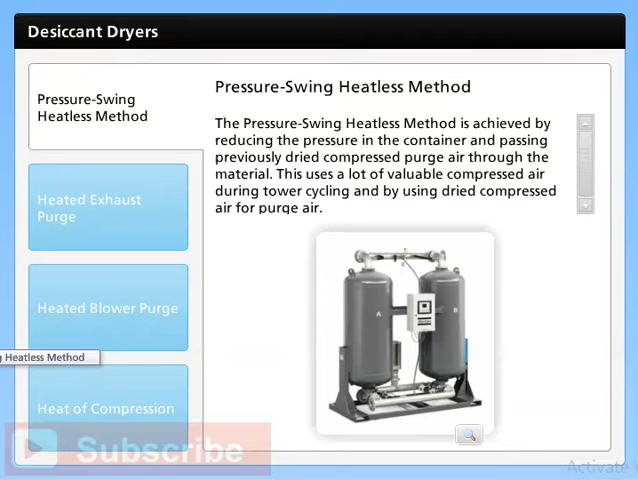 Desiccant Dryers
Pressure-Swing
Heatless Method
Heated Exhaust
Purge
Heated Blower Purge
g Heatless Method
Heat of Compression
Pressure-Swing Heatless Method
The Pressure-Swing Heatless Method is achieved by
reducing the pressure in the container and passing
previously dried compressed purge air through the
material. This uses a lot of valuable compressed air
during tower cycling and by using dried compressed
air for purge air.
A
B
Subscribe
Activate